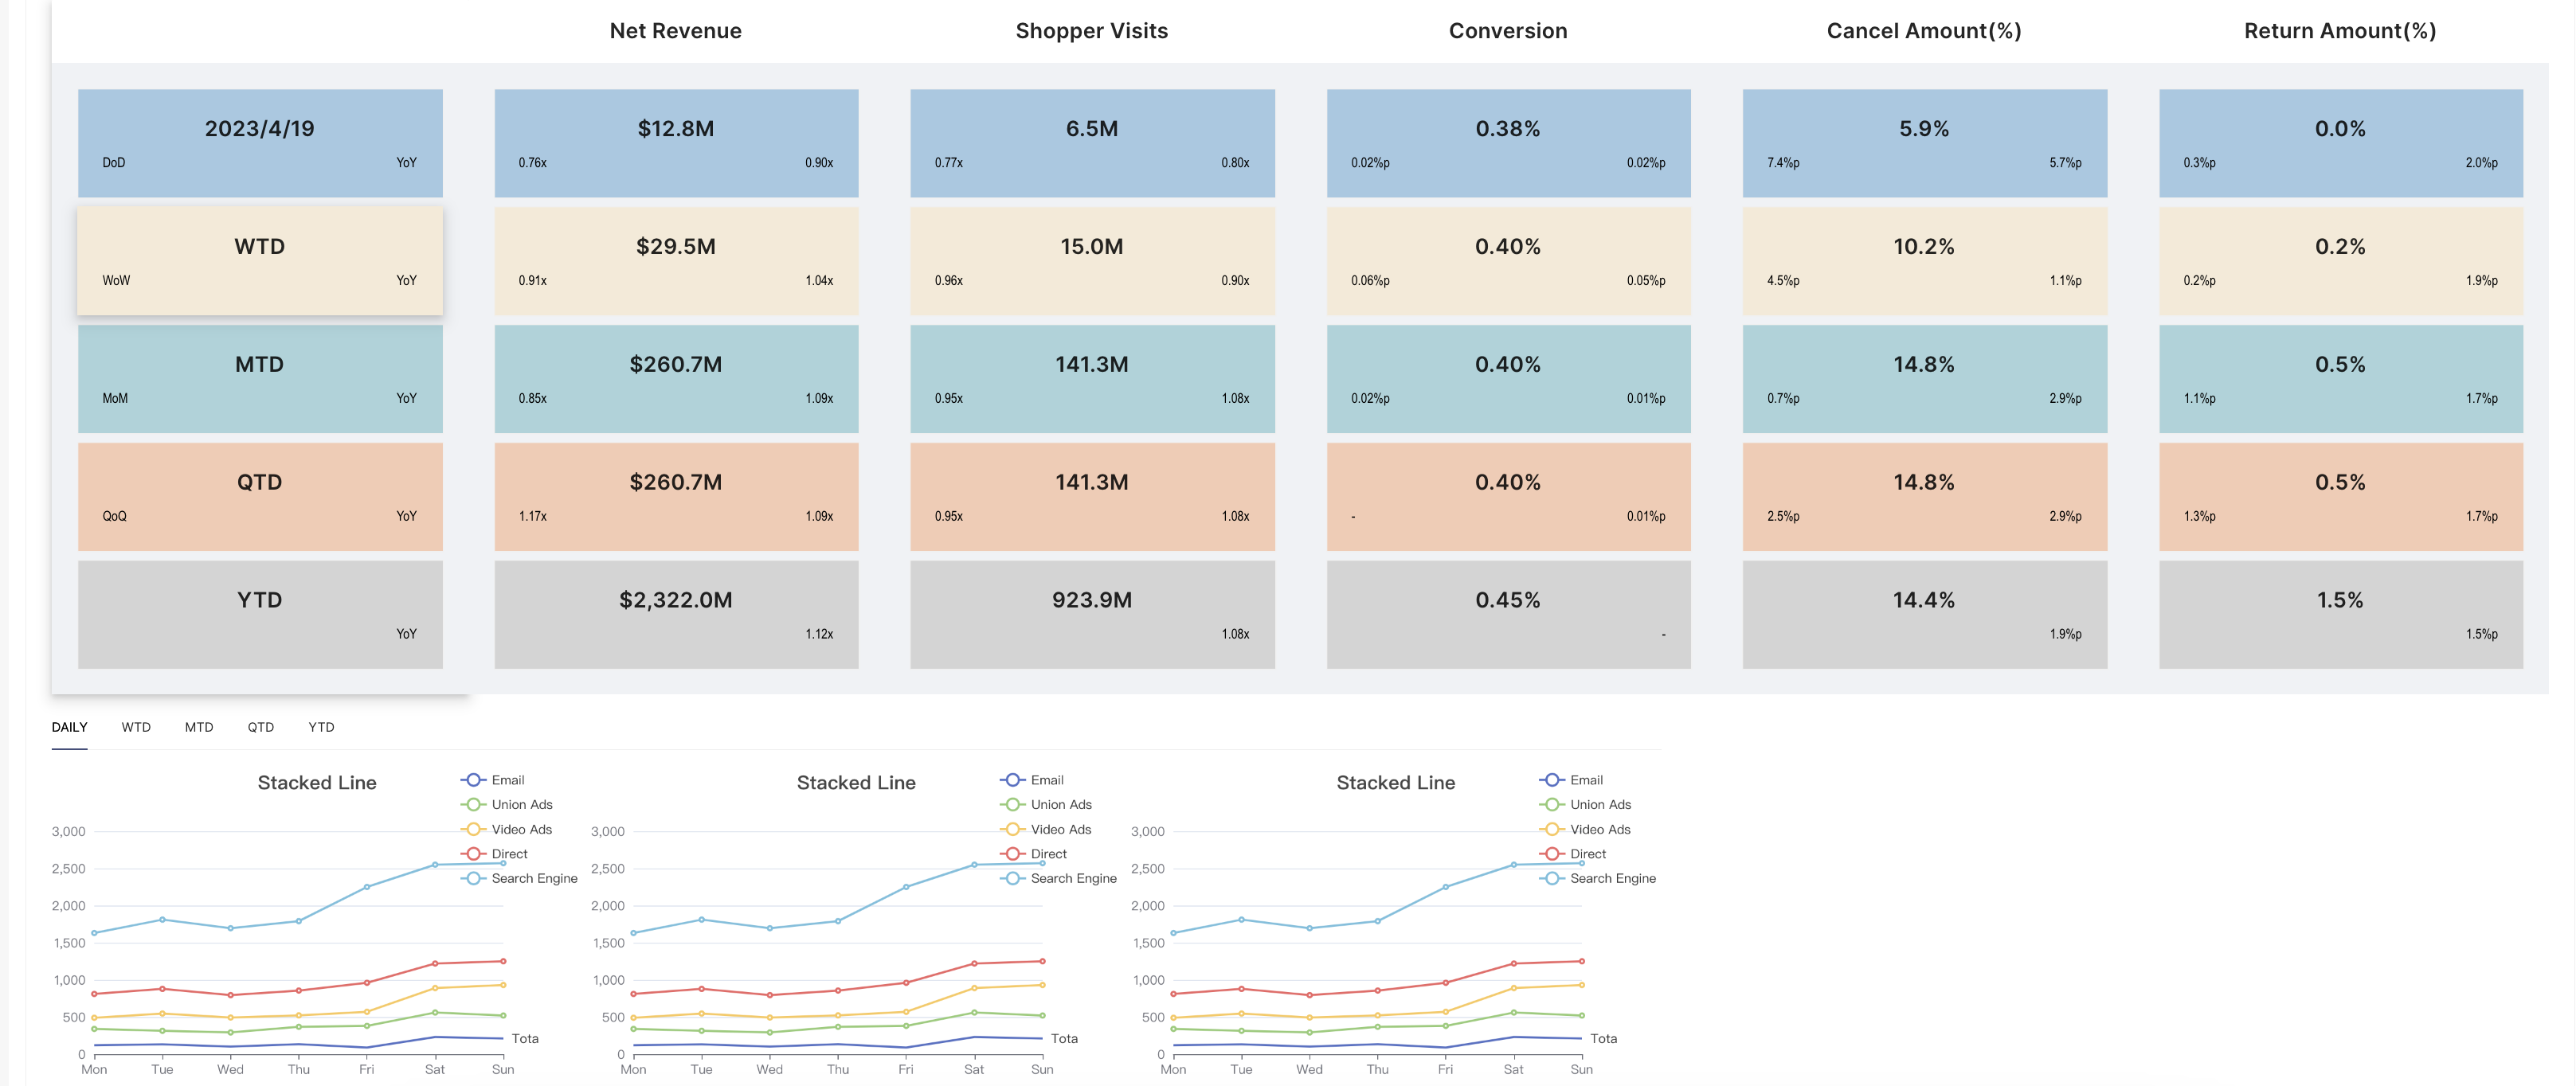 Net Revenue Shopper Visits Conversion Cancel Amount(%) Return Amount(%)
2023/4/19 $12.8M 6.5M 0.38% 5.9% 0.0%
DoD YoY 0.76x 0.90x 0.77x 0.80x 0.02%p 0.02%p 7.4%p 5.7%p 0.3%p 2.0%p
WTD $29.5M 15.0M 0.40% 10.2% 0.2%
WoW YoY 0.91x 1.04x 0.96x 0.90x 0.06%p 0.05%p 4.5%p 1.1%p 0.2%p 1.9%p
MTD $260.7M 141.3M 0.40% 14.8% 0.5%
MoM YoY 0.85x 1.09x 0.95x 1.08x 0.02%p 0.01%p 0.7%p 2.9%p 1.1%p 1.7%p
QTD $260.7M 141.3M 0.40% 14.8% 0.5%
QoQ YoY 1.17x 1.09x 0.95x 1.08x - 0.01%p 2.5%p 2.9%p 1.3%p 1.7%p
YTD $2,322.0M 923.9M 0.45% 14.4% 1.5%
YoY 1.12x 1.08x - 1.9%p 1.5%p
DAILY WTD MTD QTD YTD
Stacked Line
Email
Union Ads
Video Ads
Direct
Search Engine
3,000
2,500
2,000
1,500
1,000
500
0
Tota
Mon Tue Wed Thu Fri Sat Sun
Stacked Line
Email
Union Ads
Video Ads
Direct
Search Engine
3,000
2,500
2,000
1,500
1,000
500
0
Tota
Mon Tue Wed Thu Fri Sat Sun
Stacked Line
Email
Union Ads
Video Ads
Direct
Search Engine
3,000
2,500
2,000
1,500
1,000
500
0
Tota
Mon Tue Wed Thu Fri Sat Sun